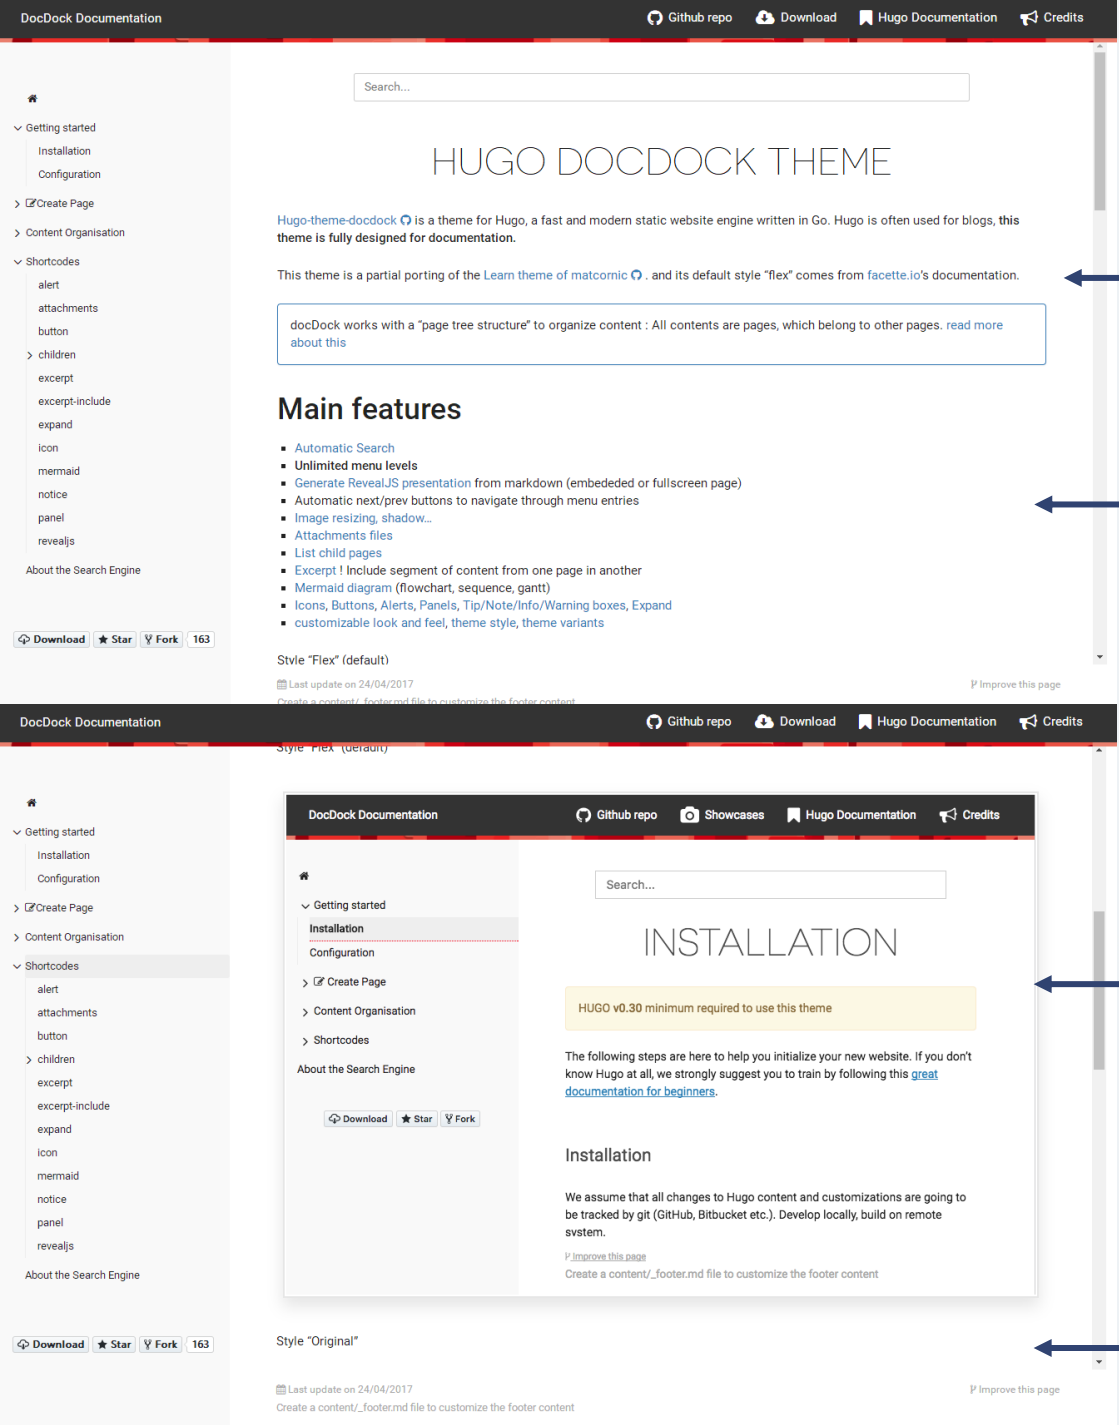 DocDock Documentation
Github repo
Download
Hugo Documentation
Credits
Getting started
Installation
Configuration
Create Page
Content Organisation
Shortcodes
alert
attachments
button
children
excerpt
excerpt-include
expand
icon
mermaid
notice
panel
revealjs
About the Search Engine
Download Star Fork 163
Search...
HUGO DOCDOCK THEME
Hugo-theme-docdock is a theme for Hugo, a fast and modern static website engine written in Go. Hugo is often used for blogs, this
theme is fully designed for documentation.
This theme is a partial porting of the Learn theme of matcornic . and its default style “flex” comes from facette.io’s documentation.
docDock works with a “page tree structure” to organize content : All contents are pages, which belong to other pages. read more
about this
Main features
Automatic Search
Unlimited menu levels
Generate RevealJS presentation from markdown (embededed or fullscreen page)
Automatic next/prev buttons to navigate through menu entries
Image resizing, shadow...
Attachments files
List child pages
Excerpt ! Include segment of content from one page in another
Mermaid diagram (flowchart, sequence, gantt)
Icons, Buttons, Alerts, Panels, Tip/Note/Info/Warning boxes, Expand
customizable look and feel, theme style, theme variants
Style “Flex” (default)
Last update on 24/04/2017
Improve this page
Create a content/_footer.md file to customize the footer content
DocDock Documentation
Github repo
Download
Hugo Documentation
Credits
Getting started
Installation
Configuration
Create Page
Content Organisation
Shortcodes
alert
attachments
button
children
excerpt
excerpt-include
expand
icon
mermaid
notice
panel
revealjs
About the Search Engine
Download Star Fork 163
Style “Flex” (default)
DocDock Documentation
Github repo
Showcases
Hugo Documentation
Credits
Getting started
Installation
Configuration
Create Page
Content Organisation
Shortcodes
About the Search Engine
Download Star Fork
Search...
INSTALLATION
HUGO v0.30 minimum required to use this theme
The following steps are here to help you initialize your new website. If you don’t
know Hugo at all, we strongly suggest you to train by following this great
documentation for beginners.
Installation
We assume that all changes to Hugo content and customizations are going to
be tracked by git (GitHub, Bitbucket etc.). Develop locally, build on remote
system.
Improve this page
Create a content/_footer.md file to customize the footer content
Style “Original”
Last update on 24/04/2017
Improve this page
Create a content/_footer.md file to customize the footer content